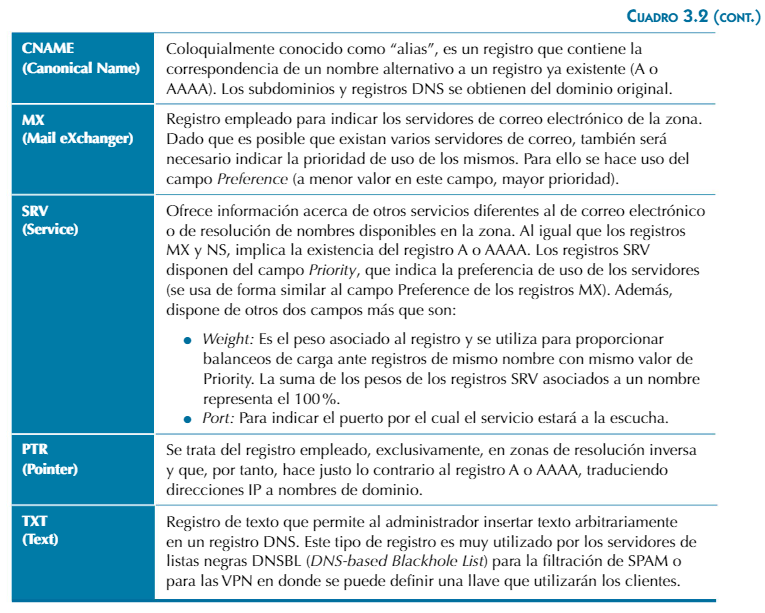 CUADRO 3.2 (CONT.)
CNAME
(Canonical Name)
Coloquialmente conocido como “alias”, es un registro que contiene la
correspondencia de un nombre alternativo a un registro ya existente (A o
AAAA). Los subdominios y registros DNS se obtienen del dominio original.
MX
(Mail eXchanger)
Registro empleado para indicar los servidores de correo electrónico de la zona.
Dado que es posible que existan varios servidores de correo, también será
necesario indicar la prioridad de uso de los mismos. Para ello se hace uso del
campo Preference (a menor valor en este campo, mayor prioridad).
SRV
(Service)
Ofrece información acerca de otros servicios diferentes al de correo electrónico
o de resolución de nombres disponibles en la zona. Al igual que los registros
MX y NS, implica la existencia del registro A o AAAA. Los registros SRV
disponen del campo Priority, que indica la preferencia de uso de los servidores
(se usa de forma similar al campo Preference de los registros MX). Además,
dispone de otros dos campos más que son:
● Weight: Es el peso asociado al registro y se utiliza para proporcionar
balanceos de carga ante registros de mismo nombre con mismo valor de
Priority. La suma de los pesos de los registros SRV asociados a un nombre
representa el 100%.
● Port: Para indicar el puerto por el cual el servicio estará a la escucha.
PTR
(Pointer)
Se trata del registro empleado, exclusivamente, en zonas de resolución inversa
y que, por tanto, hace justo lo contrario al registro A o AAAA, traduciendo
direcciones IP a nombres de dominio.
TXT
(Text)
Registro de texto que permite al administrador insertar texto arbitrariamente
en un registro DNS. Este tipo de registro es muy utilizado por los servidores de
listas negras DNSBL (DNS-based Blackhole List) para la filtración de SPAM o
para las VPN en donde se puede definir una llave que utilizarán los clientes.